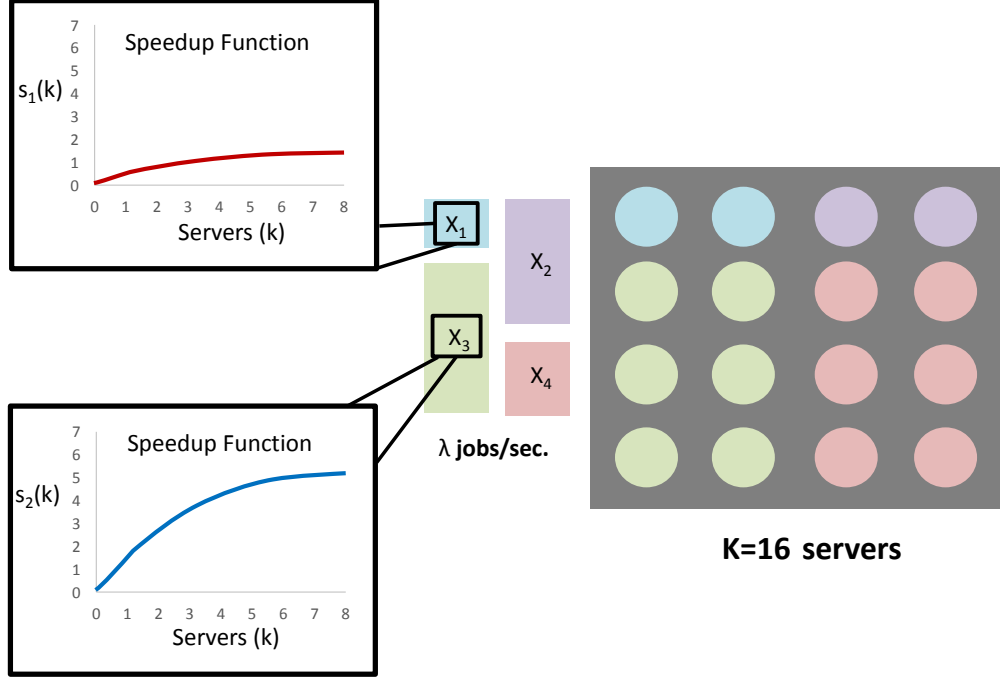 Speedup Function
s₁(k)
7
6
5
4
3
2
1
0
0 1 2 3 4 5 6 7 8
Servers (k)
X₁
X₂
X₃
X₄
λ jobs/sec.
K=16 servers
Speedup Function
s₂(k)
7
6
5
4
3
2
1
0
0 1 2 3 4 5 6 7 8
Servers (k)